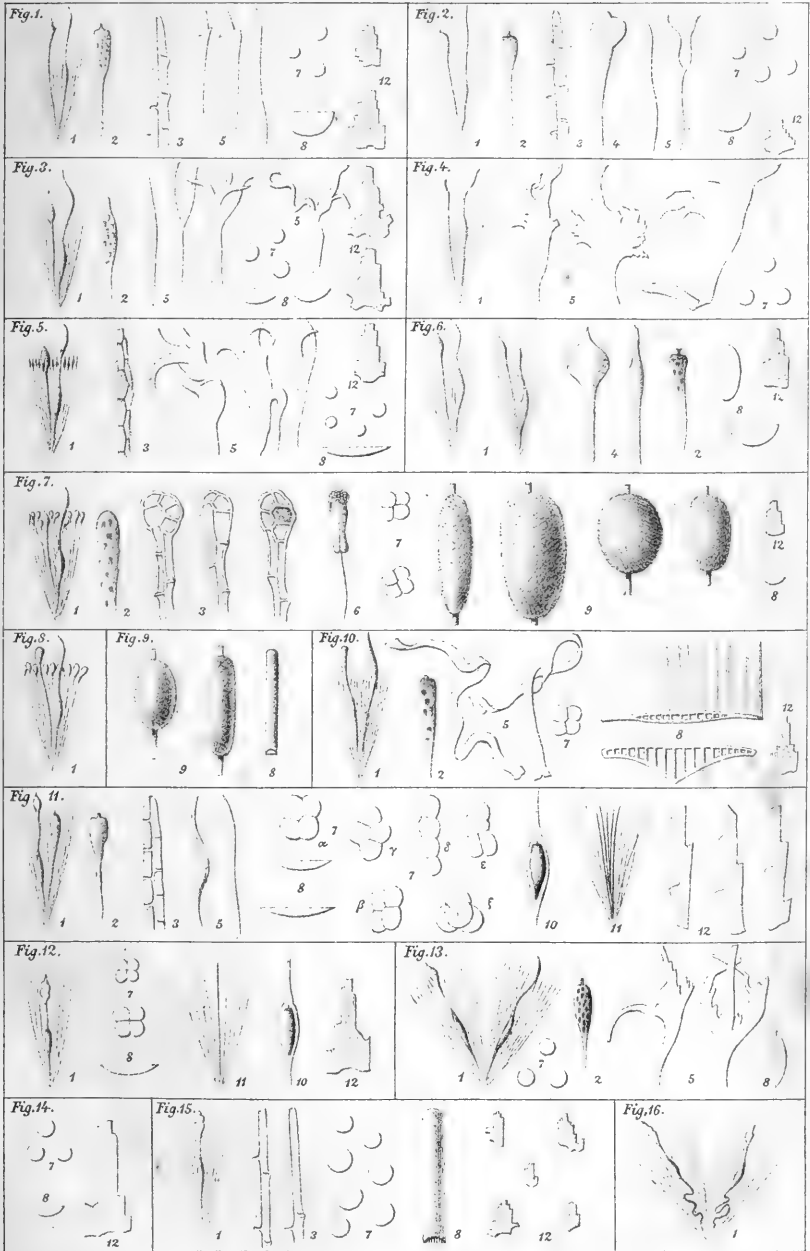 Fig.1.
1 2 3 5 7 8 12
Fig.2.
1 2 3 4 5 7 8 12
Fig.3.
1 2 5 7 8 5 12
Fig.4.
1 5 7
Fig.5.
1 3 5 12 7 8
Fig.6.
1 4 2 8 12
Fig.7.
1 2 3 6 7 9 12 8
Fig.8.
1
Fig.9.
9 8
Fig.10.
1 2 5 7 8 12
Fig. 11.
1 2 3 5 α 7 8 β γ δ 7 ε ξ 10 11 12
Fig.12.
1 7 8 11 10 12
Fig.13.
1 7 2 5 8
Fig.14.
7 8 12
Fig.15.
1 3 7 8 12
Fig.16.
1